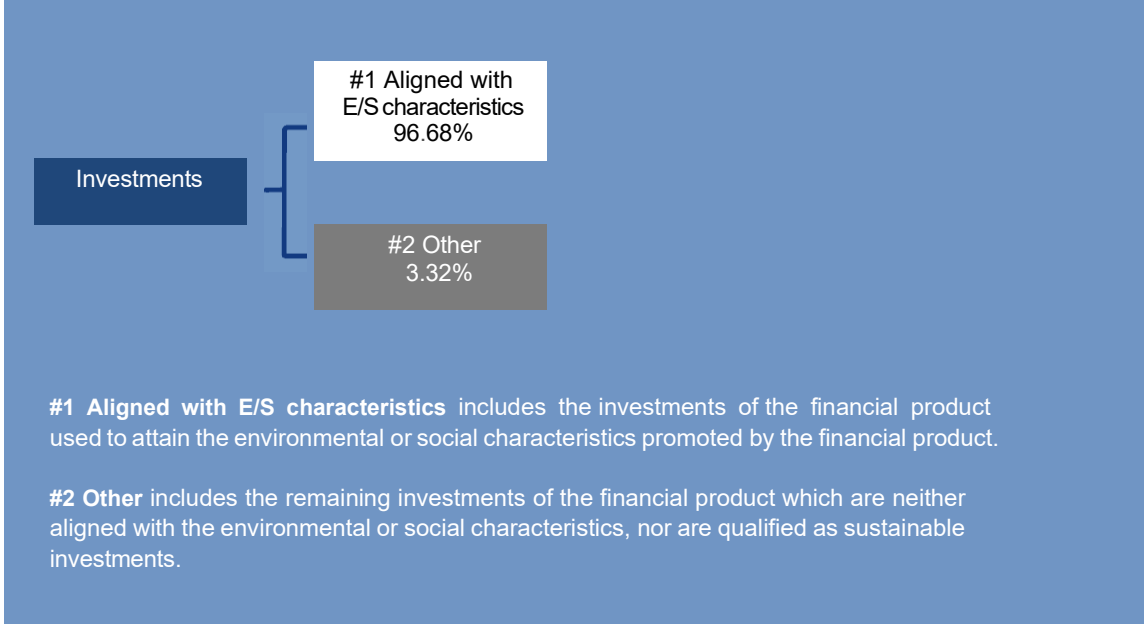 #1 Aligned with
E/S characteristics
96.68%
Investments
#2 Other
3.32%
#1 Aligned with E/S characteristics includes the investments of the financial product
used to attain the environmental or social characteristics promoted by the financial product.
#2 Other includes the remaining investments of the financial product which are neither
aligned with the environmental or social characteristics, nor are qualified as sustainable
investments.